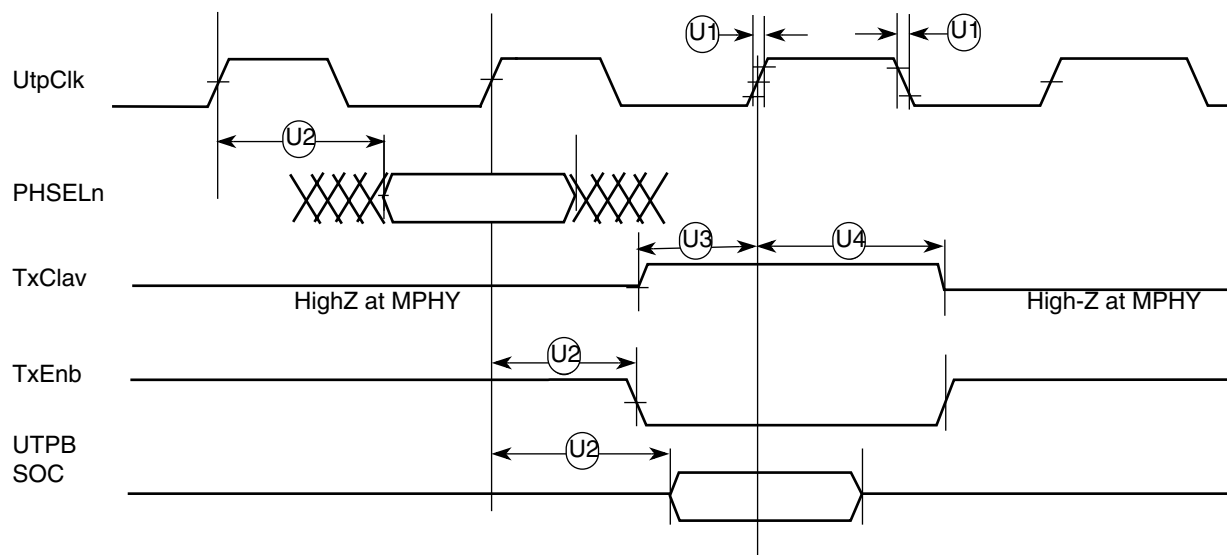 U1
U1
UtpClk
U2
PHSELn
U3
U4
TxClav
HighZ at MPHY
High-Z at MPHY
U2
TxEnb
UTPB
SOC
U2